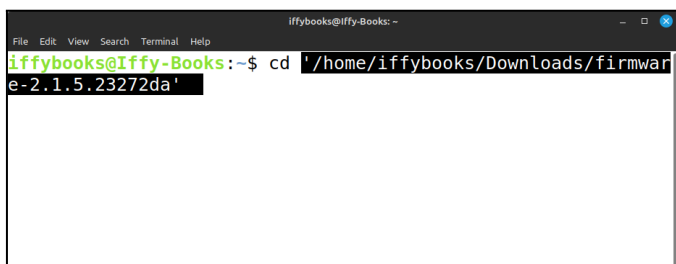 iffybooks@Iffy-Books: ~
File Edit View Search Terminal Help
iffybooks@Iffy-Books:~$ cd '/home/iffybooks/Downloads/firmwar
e-2.1.5.23272da'